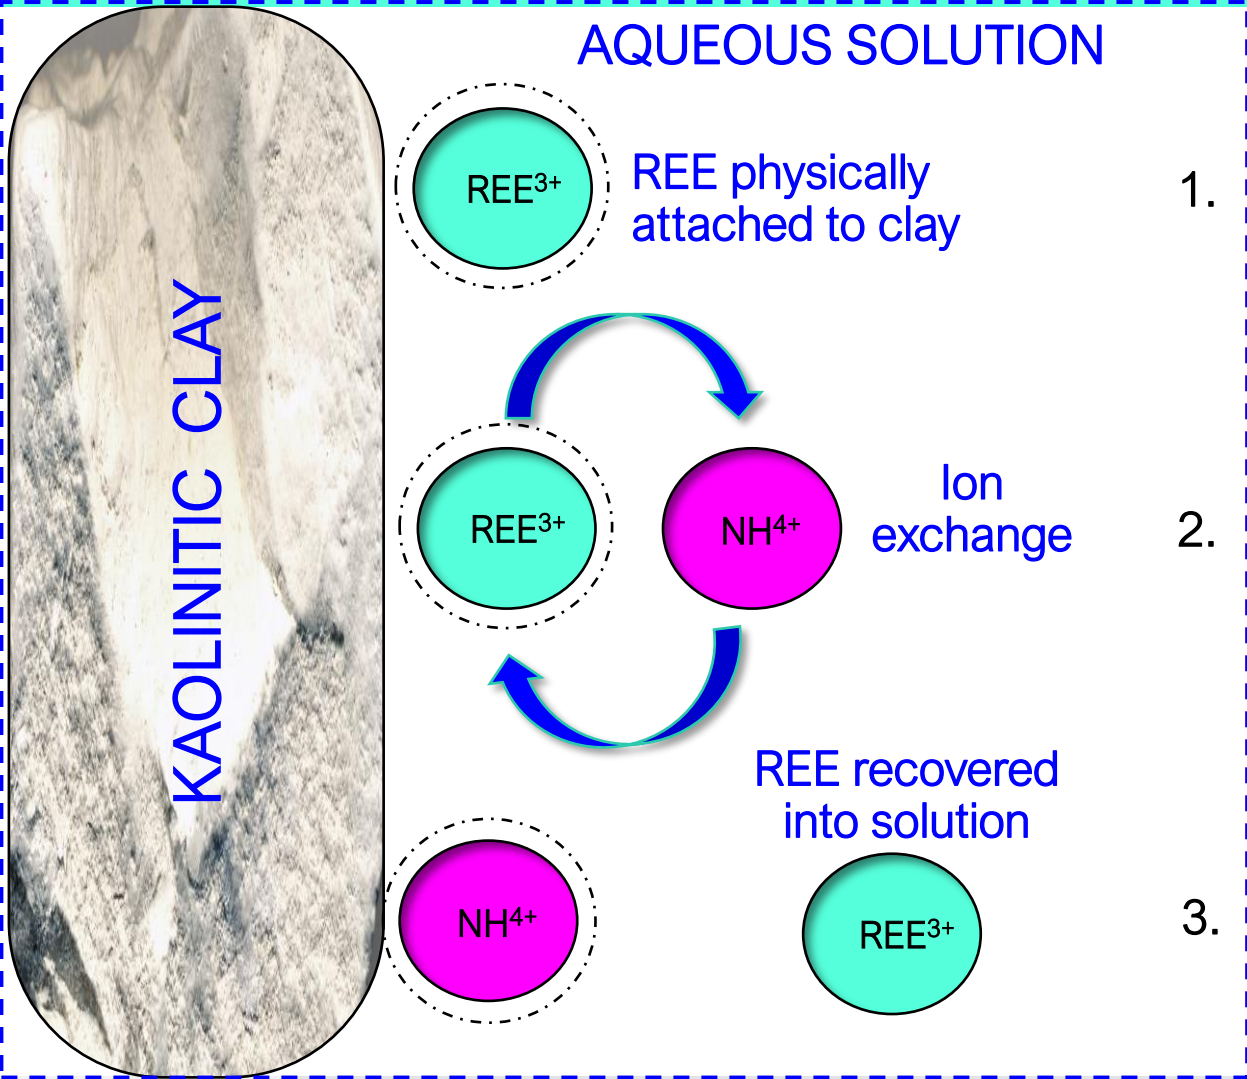 AQUEOUS SOLUTION
KAOLINITIC CLAY
REE³⁺
REE physically
attached to clay
1.
REE³⁺
NH⁴⁺
Ion
exchange
2.
REE recovered
into solution
NH⁴⁺
REE³⁺
3.